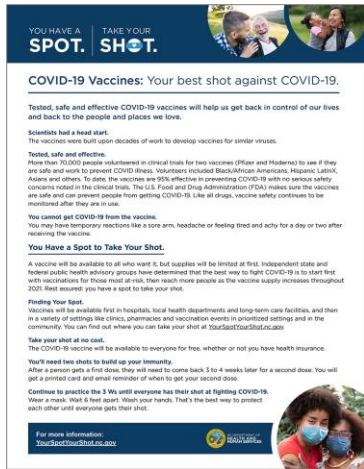 YOU HAVE A
SPOT.
TAKE YOUR
SHOT.
COVID-19 Vaccines: Your best shot against COVID-19.
Tested, safe and effective COVID-19 vaccines will help us get back in control of our lives
and back to the people and places we love.
Scientists had a head start.
The vaccines were built upon decades of work to develop vaccines for similar viruses.
Tested, safe and effective.
More than 70,000 people volunteered in clinical trials for two vaccines (Pfizer and Moderna) to see if they
are safe and work to prevent COVID illness. Volunteers included Black/African Americans, Hispanic LatinX,
Asians and others. To date, the vaccines are 95% effective in preventing COVID-19 with no serious safety
concerns noted in the clinical trials. The U.S. Food and Drug Administration (FDA) makes sure the vaccines
are safe and can prevent people from getting COVID-19. Like all drugs, vaccine safety continues to be
monitored after they are in use.
You cannot get COVID-19 from the vaccine.
You may have temporary reactions like a sore arm, headache or feeling tired and achy for a day or two after
receiving the vaccine.
You Have a Spot to Take Your Shot.
A vaccine will be available to all who want it, but supplies will be limited at first. Independent state and
federal public health advisory groups have determined that the best way to fight COVID-19 is to start first
with vaccinations for those most at-risk, then reach more people as the vaccine supply increases throughout
2021. Rest assured: you have a spot to take your shot.
Finding Your Spot.
Vaccines will be available first in hospitals, local health departments and long-term care facilities, and then
in a variety of settings like clinics, pharmacies and vaccination events in prioritized settings and in the
community. You can find out where you can take your shot at YourSpotYourShot.nc.gov.
Take your shot at no cost.
The COVID-19 vaccine will be available to everyone for free, whether or not you have health insurance.
You'll need two shots to build up your immunity.
After a person gets a first dose, they will need to come back 3 to 4 weeks later for a second dose. You will
get a printed card and email reminder of when to get your second dose.
Continue to practice the 3 Ws until everyone has their shot at fighting COVID-19.
Wear a mask. Wait 6 feet apart. Wash your hands. That's the best way to protect
each other until everyone gets their shot.
For more information:
YourSpotYourShot.nc.gov
NC DEPARTMENT OF
HEALTH AND
HUMAN SERVICES